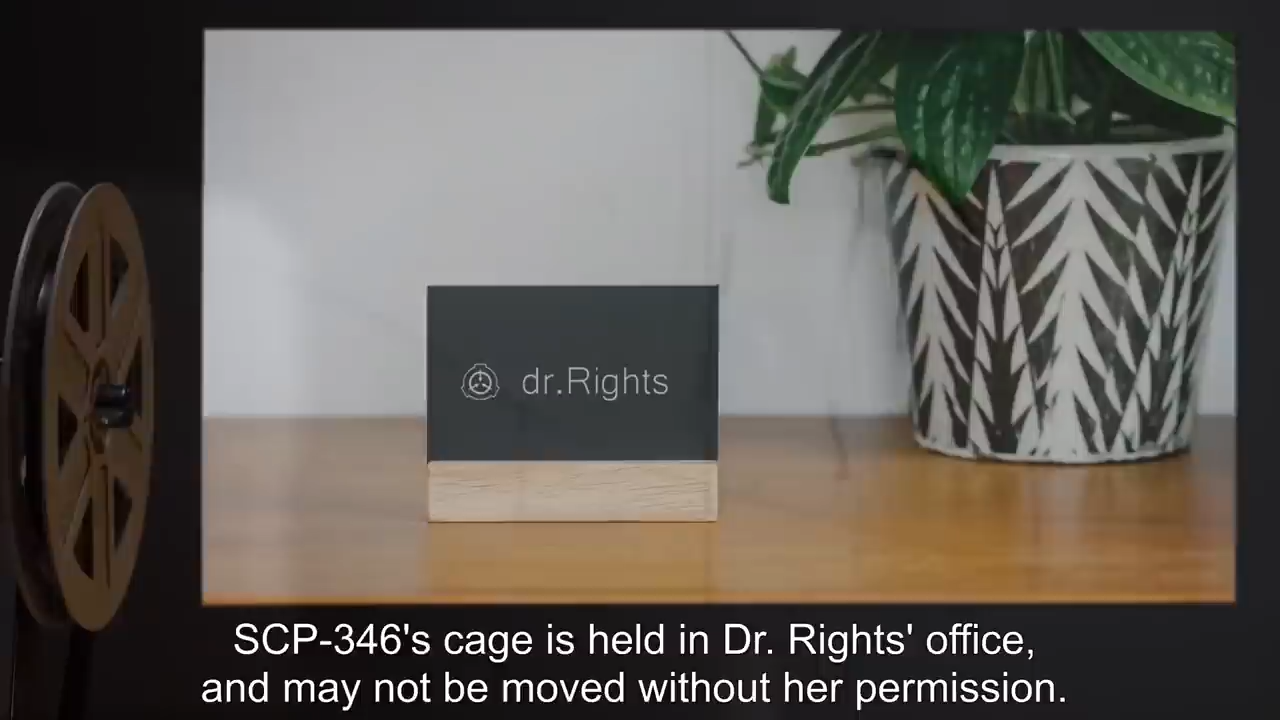 dr.Rights
SCP-346's cage is held in Dr. Rights' office,
and may not be moved without her permission.